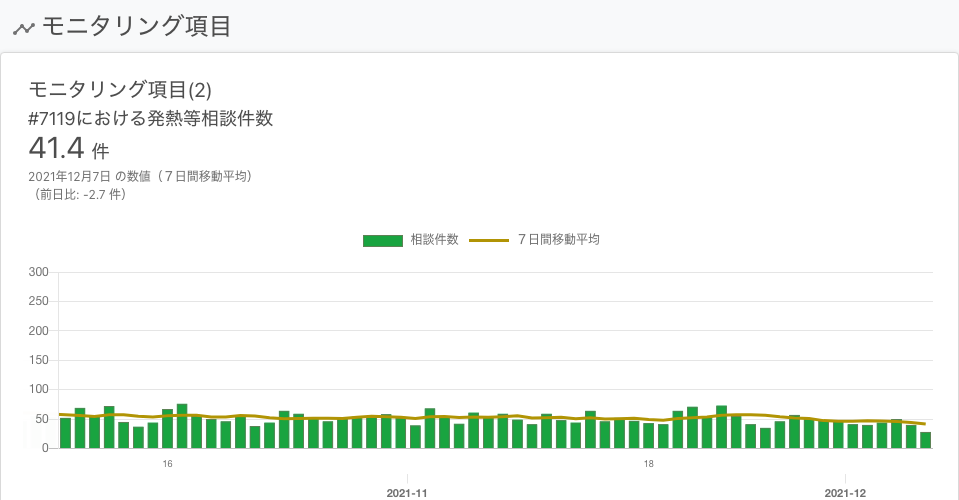 モニタリング項目
モニタリング項目(2)
#7119における発熱等相談件数
41.4 件
2021年12月7日 の数値（７日間移動平均）
（前日比: -2.7 件）
相談件数 ７日間移動平均
300
250
200
150
100
50
0
16 18
2021-11 2021-12